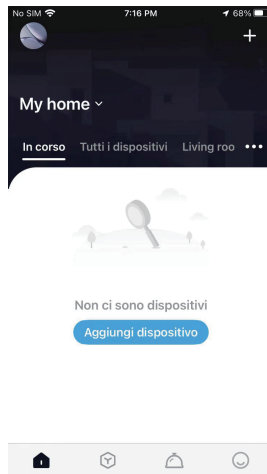 No SIM 7:16 PM 68%
My home
In corso Tutti i dispositivi Living roo
Non ci sono dispositivi
Aggiungi dispositivo